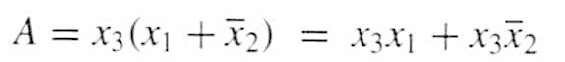 A = x₃(x₁ + x̅₂) = x₃x₁ + x₃x̅₂